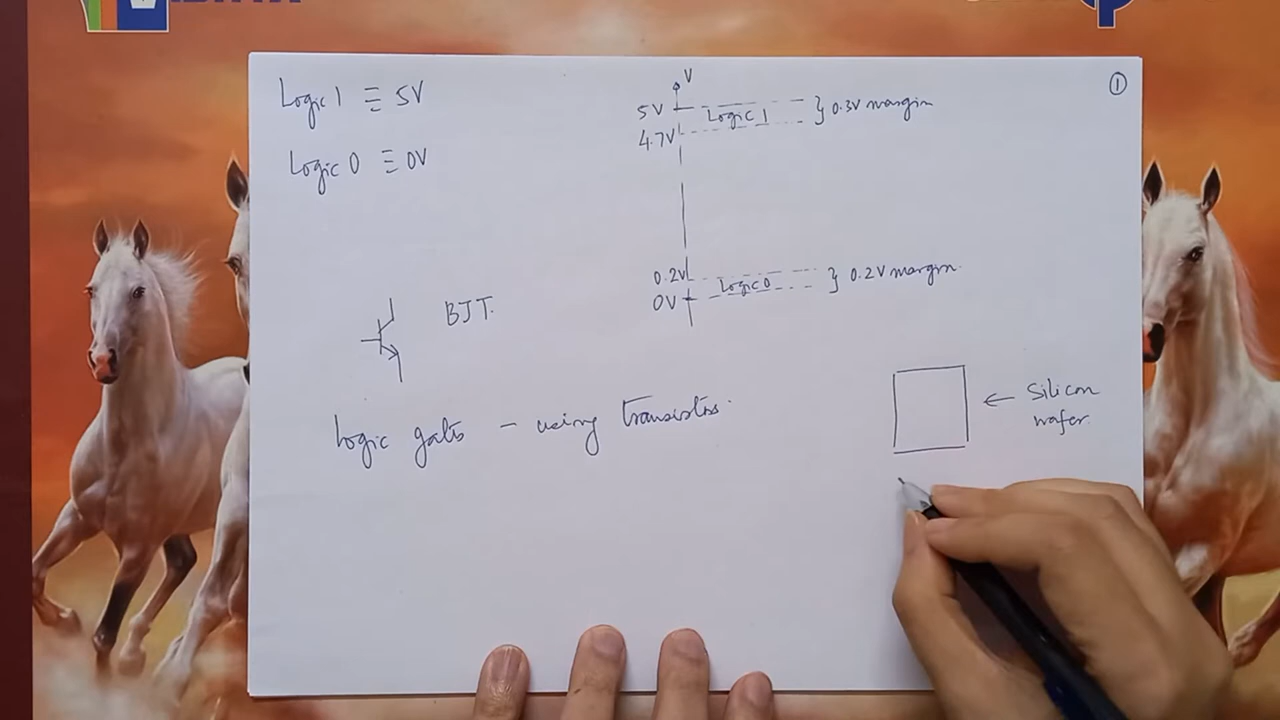 Logic 1 ≡ 5V
Logic 0 ≡ 0V
V
5V
Logic 1
} 0.3V margin
4.7V
0.2V
Logic 0
} 0.2V margin
0V
BJT.
Logic gates - using transistors.
← Silicon
wafer.
1